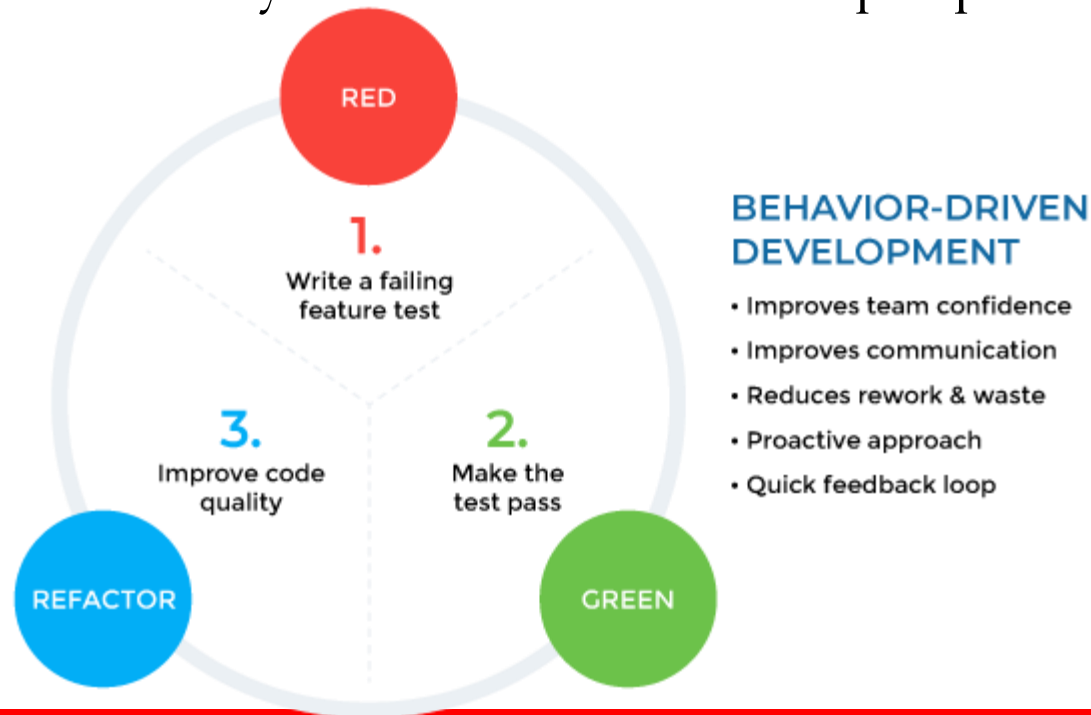 RED
1.
Write a failing
feature test
3.
Improve code
quality
2.
Make the
test pass
REFACTOR
GREEN
BEHAVIOR-DRIVEN
DEVELOPMENT
• Improves team confidence
• Improves communication
• Reduces rework & waste
• Proactive approach
• Quick feedback loop